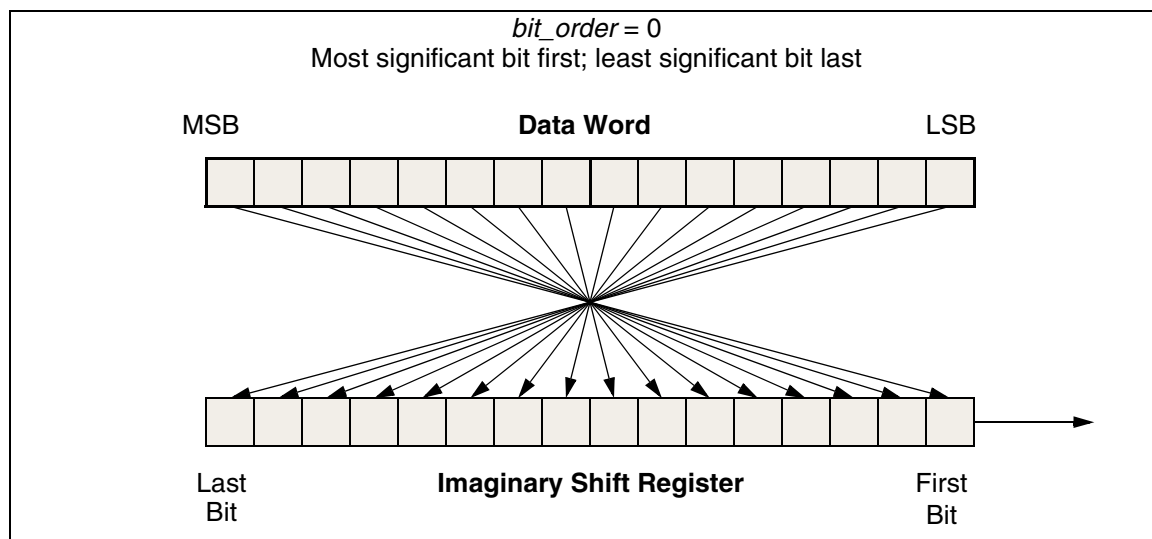 bit_order = 0
Most significant bit first; least significant bit last
MSB Data Word LSB
Last Bit
Imaginary Shift Register
First Bit